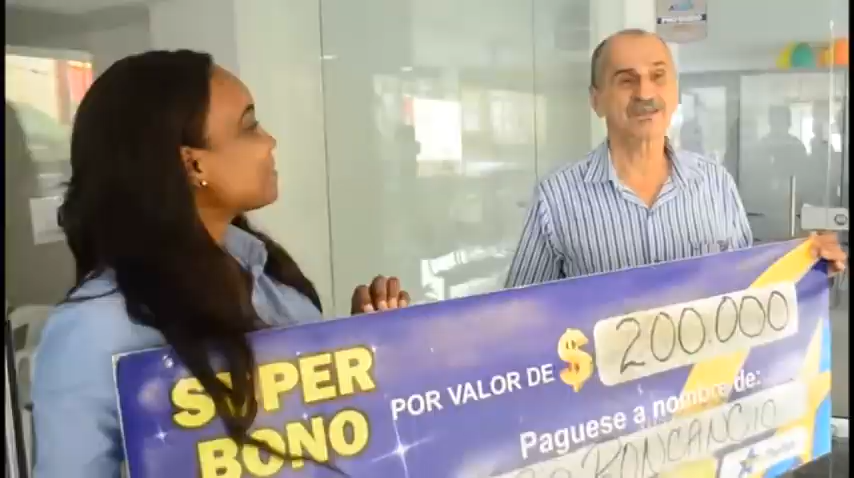 SUPER
BONO
POR VALOR DE $ 200.000
Paguese a nombre de:
RONCANCIO